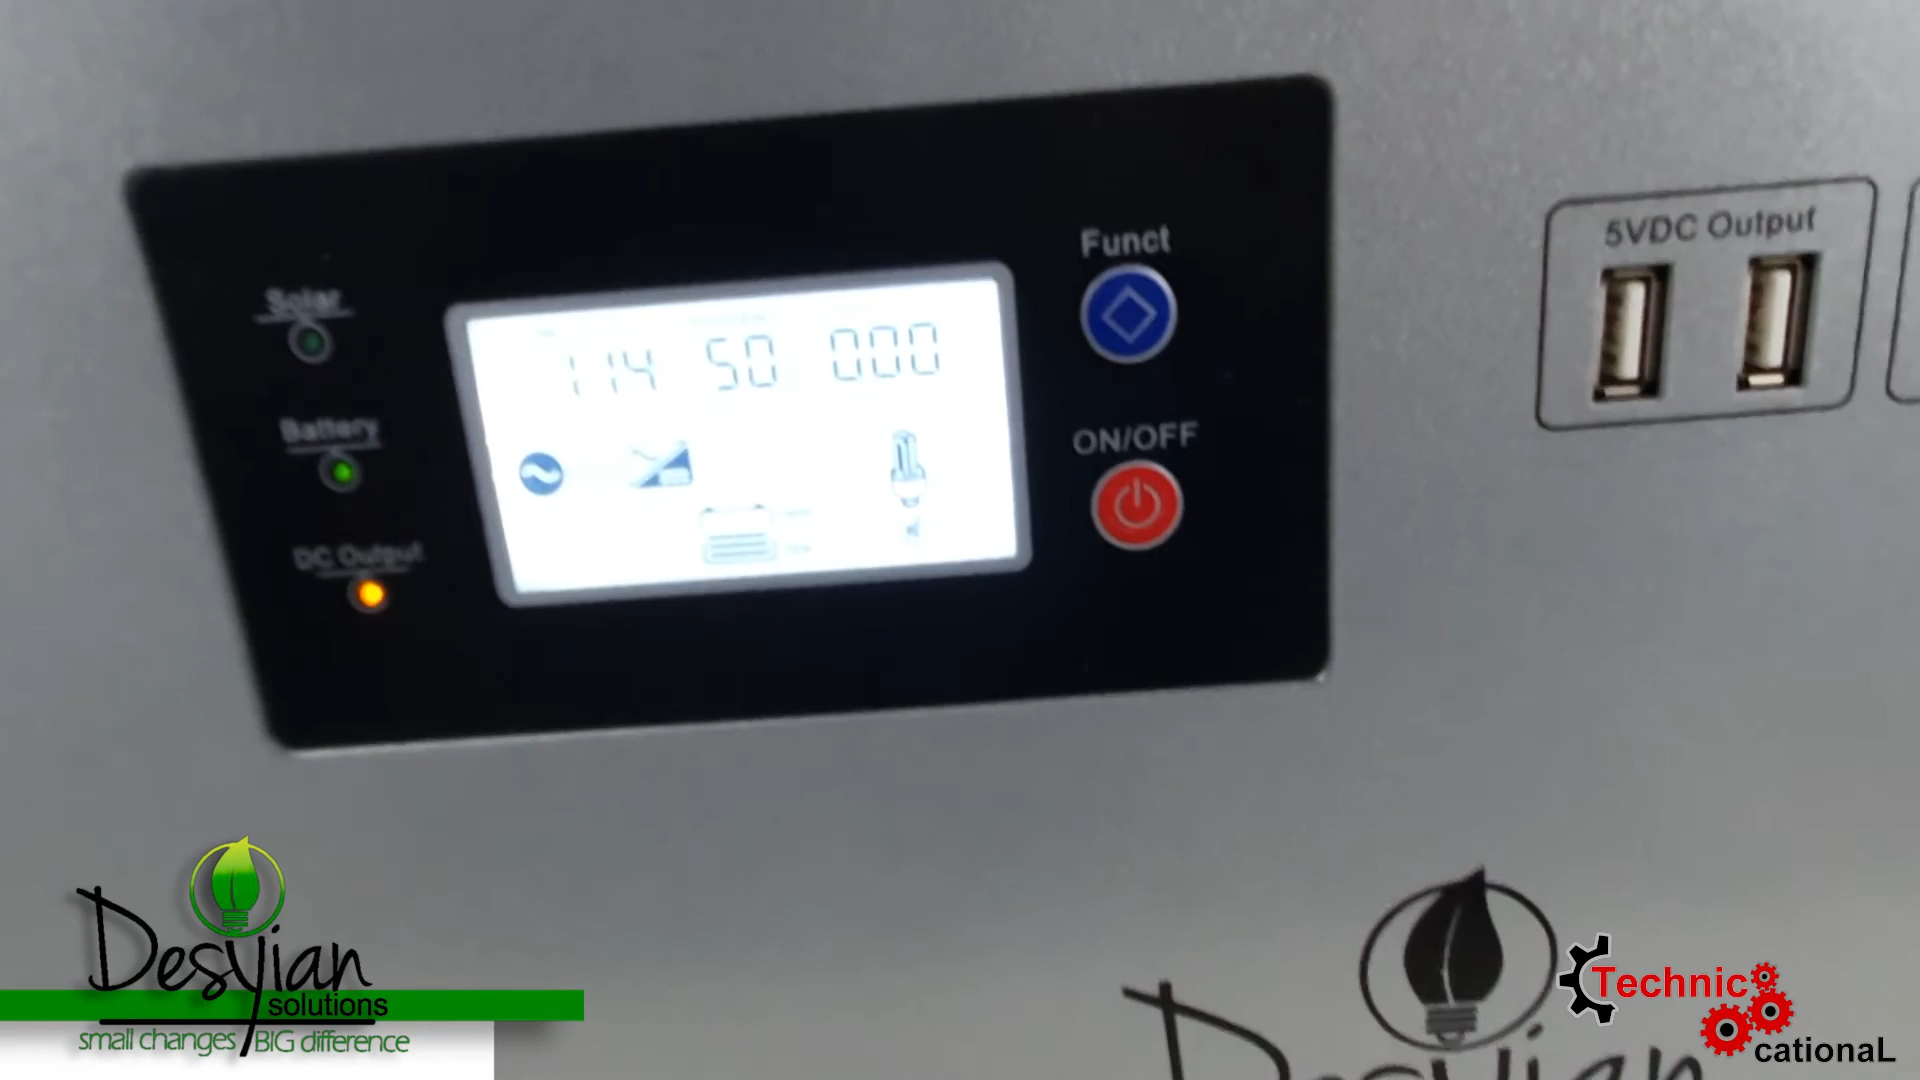 Solar
Battery
DC Output
114 50 000
Funct
ON/OFF
5VDC Output
Desyian
solutions
small changes BIG difference
Desyian
Technic
cationaL